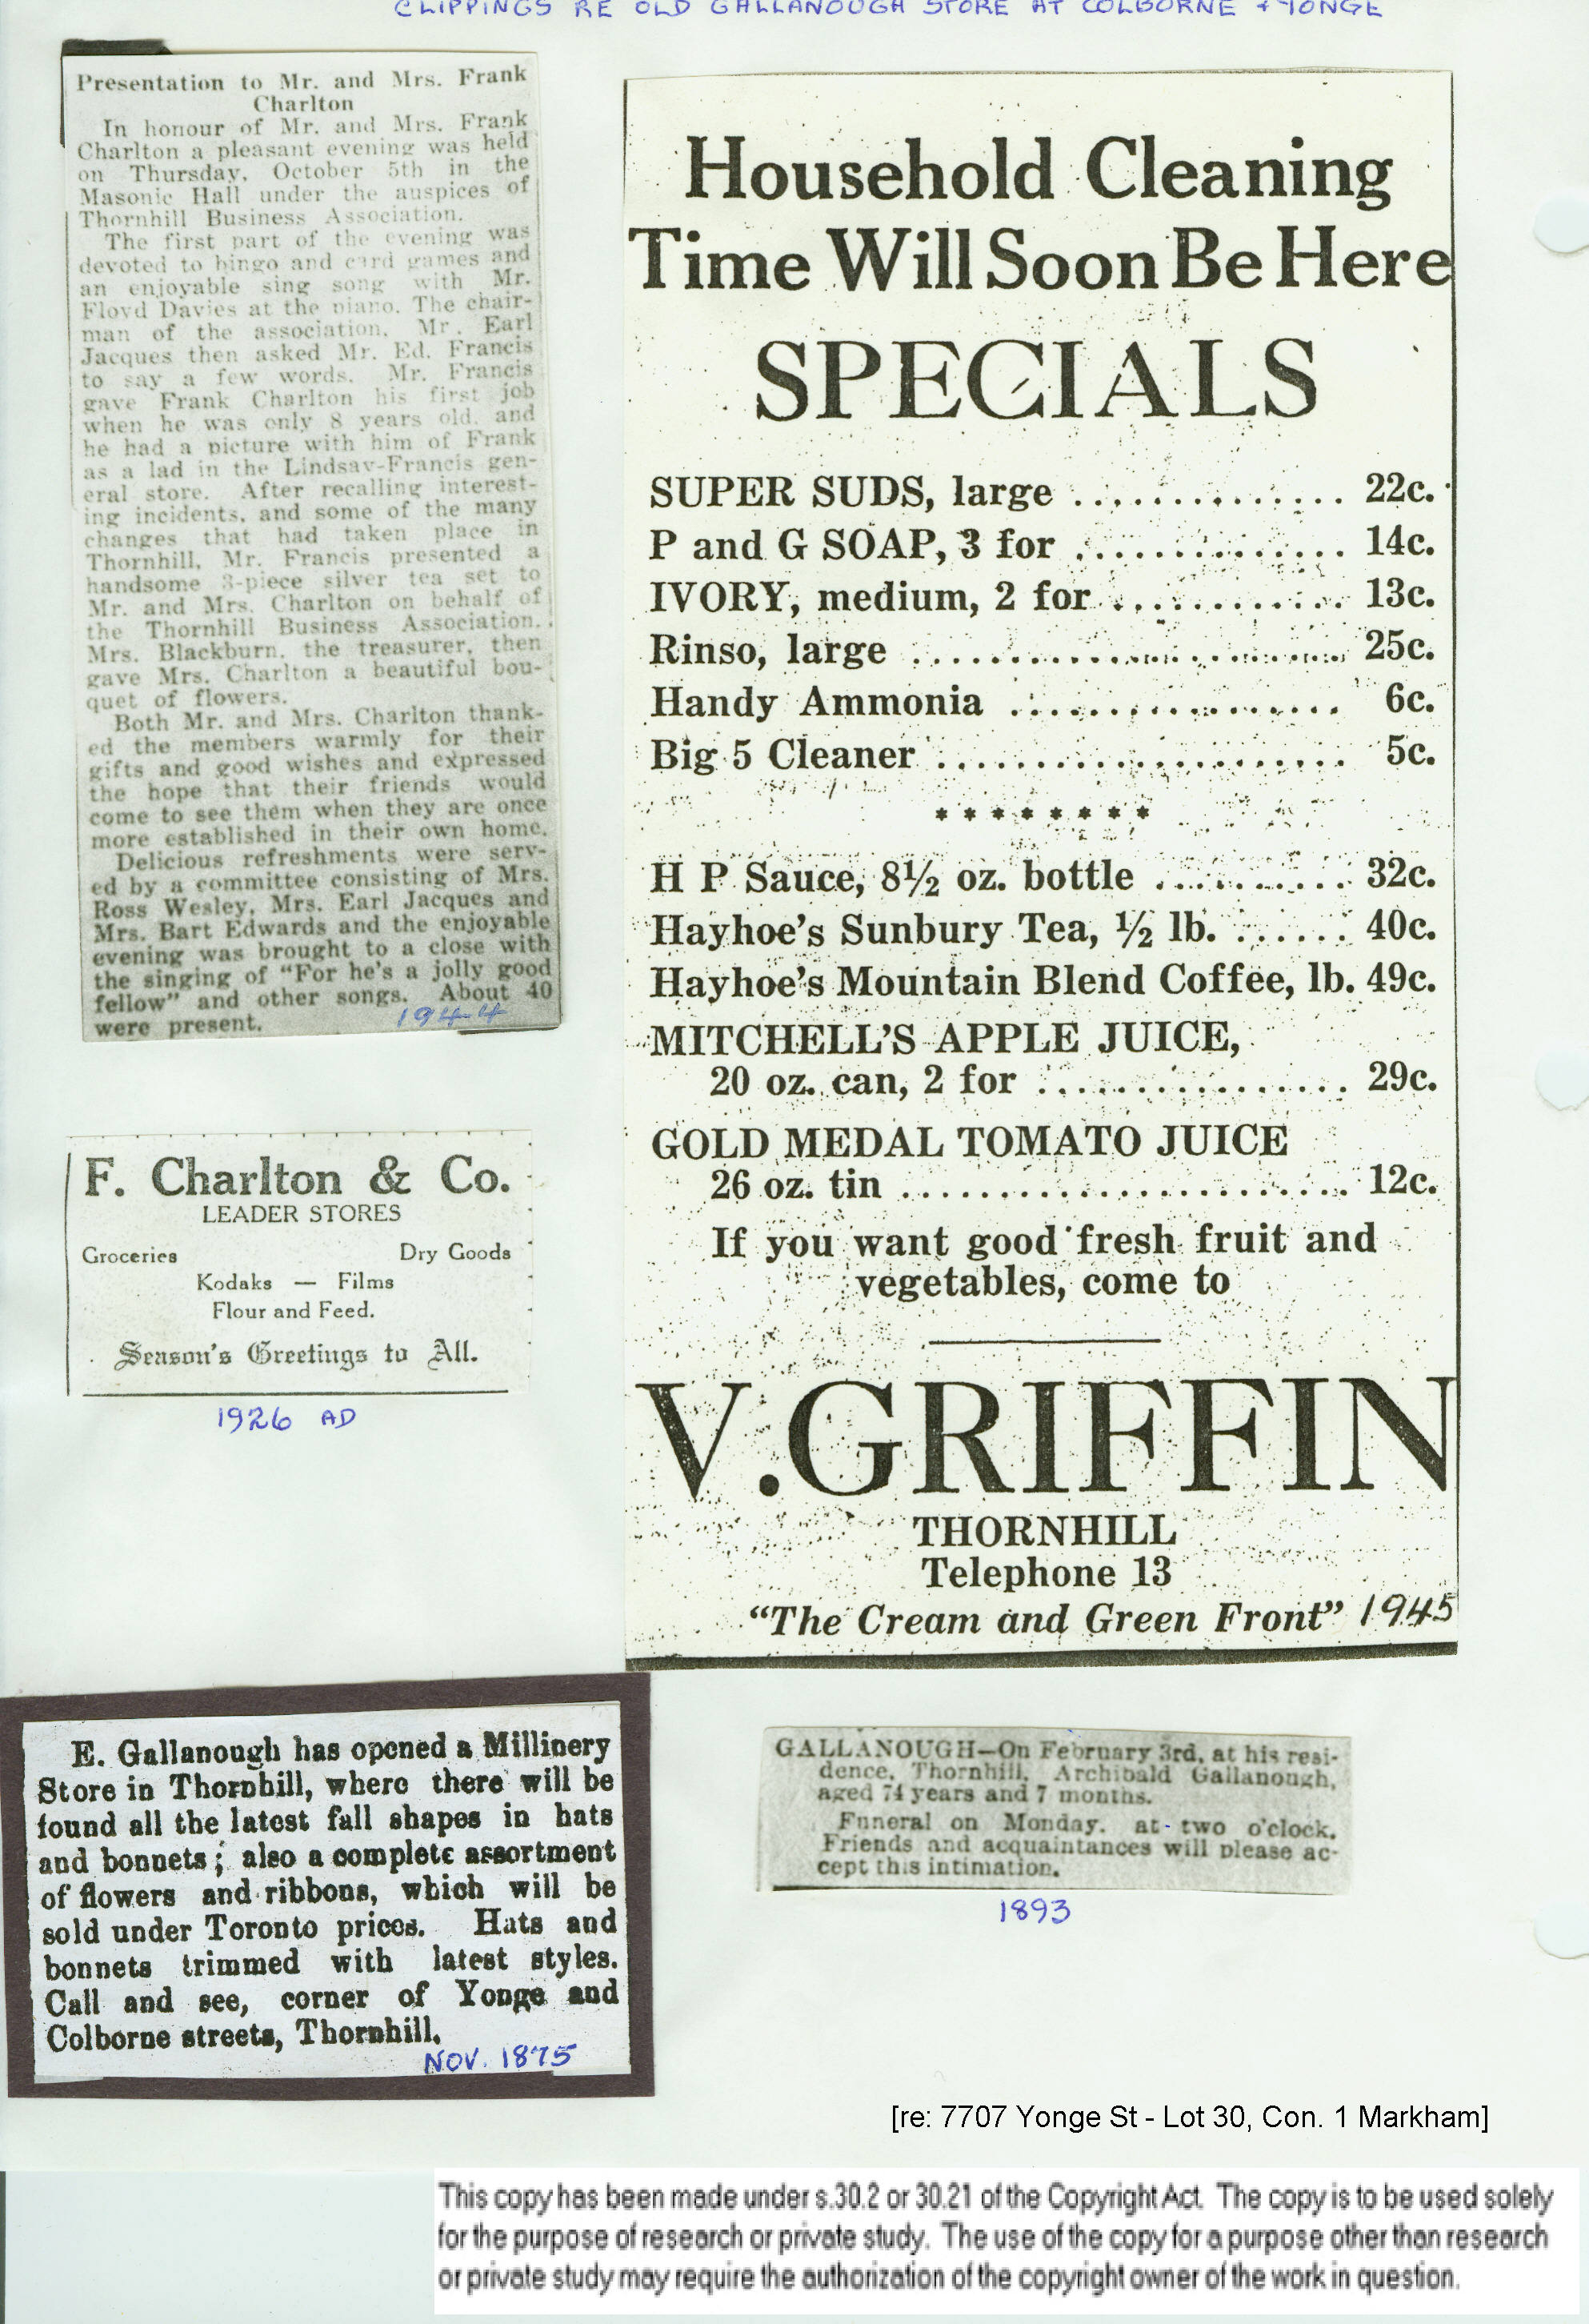 CLIPPINGS RE OLD GALLANOUGH STORE AT COLBORNE + YONGE
Presentation to Mr. and Mrs. Frank
Charlton
In honour of Mr. and Mrs. Frank
Charlton a pleasant evening was held
on Thursday, October 5th in the
Masonic Hall under the auspices of
Thornhill Business Association.
The first part of the evening was
devoted to bingo and card games and
an enjoyable sing song with Mr.
Floyd Davies at the piano. The chair-
man of the association, Mr. Earl
Jacques then asked Mr. Ed. Francis
to say a few words. Mr. Francis
gave Frank Charlton his first job
when he was only 8 years old, and
he had a picture with him of Frank
as a lad in the Lindsay-Francis gen-
eral store. After recalling interest-
ing incidents, and some of the many
changes that had taken place in
Thornhill, Mr. Francis presented a
handsome 3-piece silver tea set to
Mr. and Mrs. Charlton on behalf of
the Thornhill Business Association.
Mrs. Blackburn, the treasurer, then
gave Mrs. Charlton a beautiful bou-
quet of flowers.
Both Mr. and Mrs. Charlton thank-
ed the members warmly for their
gifts and good wishes and expressed
the hope that their friends would
come to see them when they are once
more established in their own home.
Delicious refreshments were serv-
ed by a committee consisting of Mrs.
Ross Wesley, Mrs. Earl Jacques and
Mrs. Bart Edwards and the enjoyable
evening was brought to a close with
the singing of "For he's a jolly good
fellow" and other songs. About 40
were present.
1944
F. Charlton & Co.
LEADER STORES
Groceries Dry Goods
Kodaks — Films
Flour and Feed.
Season's Greetings to All.
1926 AD
Household Cleaning
Time Will Soon Be Here
SPECIALS
SUPER SUDS, large .............. 22c.
P and G SOAP, 3 for .............. 14c.
IVORY, medium, 2 for ............ 13c.
Rinso, large ........................ 25c.
Handy Ammonia ................. 6c.
Big 5 Cleaner ..................... 5c.
* * * * * * * *
H P Sauce, 8½ oz. bottle .......... 32c.
Hayhoe's Sunbury Tea, ½ lb. ...... 40c.
Hayhoe's Mountain Blend Coffee, lb. 49c.
MITCHELL'S APPLE JUICE,
20 oz. can, 2 for ................ 29c.
GOLD MEDAL TOMATO JUICE
26 oz. tin ....................... 12c.
If you want good fresh fruit and
vegetables, come to
V. GRIFFIN
THORNHILL
Telephone 13
"The Cream and Green Front" 1945
E. Gallanough has opened a Millinery
Store in Thornhill, where there will be
found all the latest fall shapes in hats
and bonnets; also a complete assortment
of flowers and ribbons, which will be
sold under Toronto prices. Hats and
bonnets trimmed with latest styles.
Call and see, corner of Yonge and
Colborne streets, Thornhill.
NOV. 1875
GALLANOUGH—On February 3rd, at his resi-
dence, Thornhill, Archibald Gallanough,
aged 74 years and 7 months.
Funeral on Monday, at two o'clock.
Friends and acquaintances will please ac-
cept this intimation.
1893
[re: 7707 Yonge St - Lot 30, Con. 1 Markham]
This copy has been made under s.30.2 or 30.21 of the Copyright Act. The copy is to be used solely
for the purpose of research or private study. The use of the copy for a purpose other than research
or private study may require the authorization of the copyright owner of the work in question.